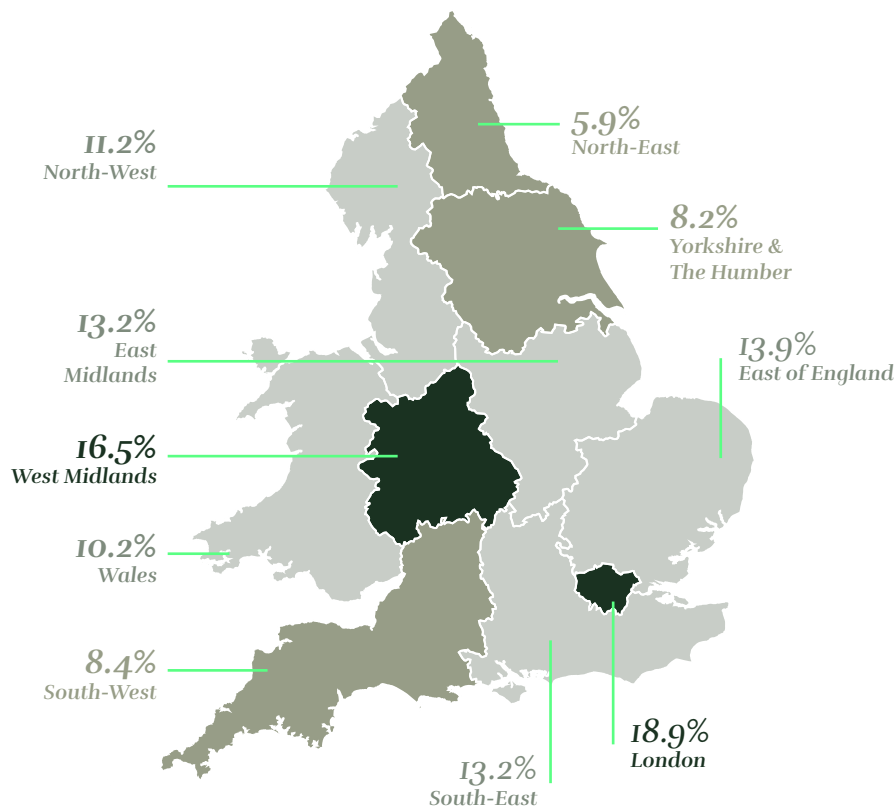 11.2%
North-West
5.9%
North-East
8.2%
Yorkshire &
The Humber
13.2%
East
Midlands
13.9%
East of England
16.5%
West Midlands
10.2%
Wales
8.4%
South-West
18.9%
London
13.2%
South-East